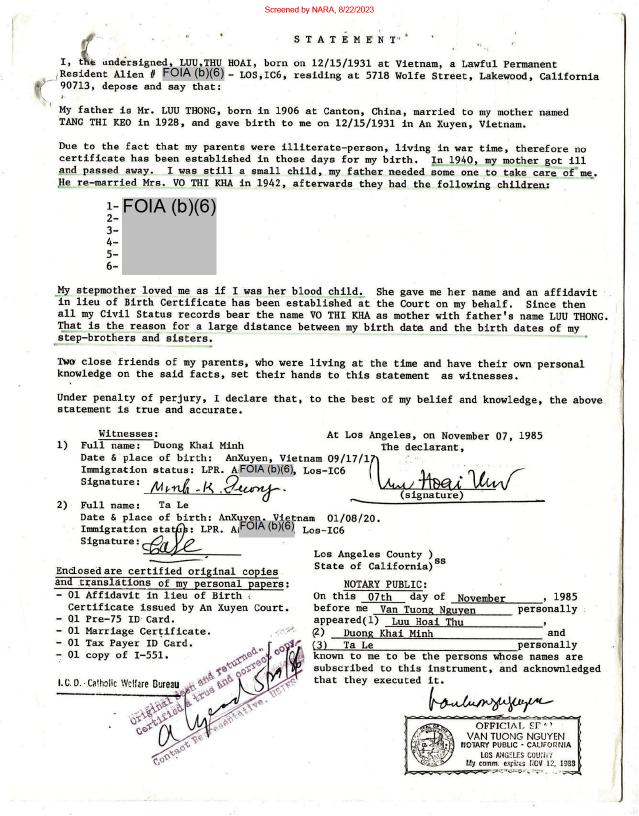 Screened by NARA, 8/22/2023
STATEMENT
I, the undersigned, LUU,THU HOAI, born on 12/15/1931 at Vietnam, a Lawful Permanent
Resident Alien # FOIA (b)(6) - LOS,IC6, residing at 5718 Wolfe Street, Lakewood, California
90713, depose and say that:
My father is Mr. LUU THONG, born in 1906 at Canton, China, married to my mother named
TANG THI KEO in 1928, and gave birth to me on 12/15/1931 in An Xuyen, Vietnam.
Due to the fact that my parents were illiterate-person, living in war time, therefore no
certificate has been established in those days for my birth. In 1940, my mother got ill
and passed away. I was still a small child, my father needed some one to take care of me.
He re-married Mrs. VO THI KHA in 1942, afterwards they had the following children:
1- FOIA (b)(6)
2-
3-
4-
5-
6-
My stepmother loved me as if I was her blood child. She gave me her name and an affidavit
in lieu of Birth Certificate has been established at the Court on my behalf. Since then
all my Civil Status records bear the name VO THI KHA as mother with father's name LUU THONG.
That is the reason for a large distance between my birth date and the birth dates of my
step-brothers and sisters.
Two close friends of my parents, who were living at the time and have their own personal
knowledge on the said facts, set their hands to this statement as witnesses.
Under penalty of perjury, I declare that, to the best of my belief and knowledge, the above
statement is true and accurate.
Witnesses:
1) Full name: Duong Khai Minh
Date & place of birth: AnXuyen, Vietnam 09/17/17
Immigration status: LPR. A FOIA (b)(6), Los-IC6
Signature: Minh-K. Duong.
2) Full name: Ta Le
Date & place of birth: AnXuyen, Vietnam 01/08/20.
Immigration status: LPR. A FOIA (b)(6) Los-IC6
Signature: Ta Le
Enclosed are certified original copies
and translations of my personal papers:
- 01 Affidavit in lieu of Birth
Certificate issued by An Xuyen Court.
- 01 Pre-75 ID Card.
- 01 Marriage Certificate.
- 01 Tax Payer ID Card.
- 01 copy of I-551.
I.C.D. Catholic Welfare Bureau
Original seen and returned.
Certified a true and correct copy.
Contact Representative, USINS
At Los Angeles, on November 07, 1985
The declarant,
(signature)
Los Angeles County )
State of California) ss
NOTARY PUBLIC:
On this 07th day of November, 1985
before me Van Tuong Nguyen personally
appeared(1) Luu Hoai Thu,
(2) Duong Khai Minh and
(3) Ta Le personally
known to me to be the persons whose names are
subscribed to this instrument, and acknowledned
that they executed it.
OFFICIAL
VAN TUONG NGUYEN
NOTARY PUBLIC - CALIFORNIA
LOS ANGELES COUNTY
My comm. expires NOV 12, 1988